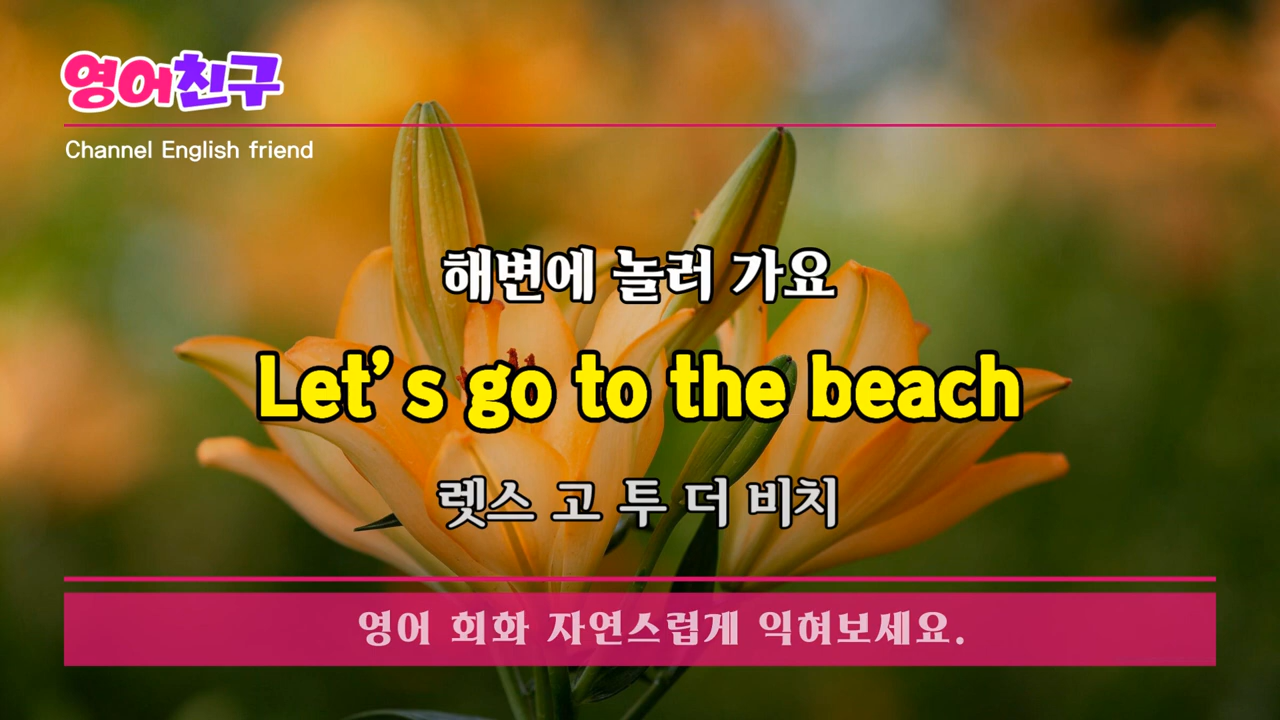 영어친구
Channel English friend
해변에 놀러 가요
Let's go to the beach
렛스 고 투 더 비치
영어 회화 자연스럽게 익혀보세요.